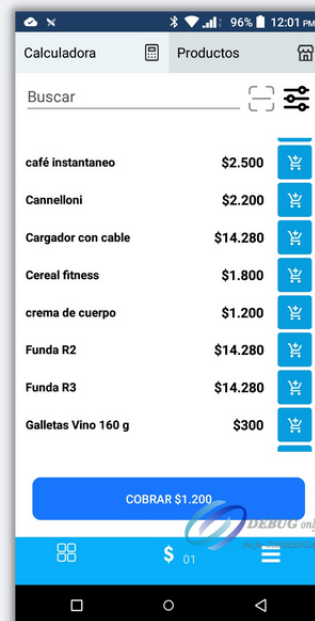 96% 12:01 PM
Calculadora Productos
Buscar
café instantaneo $2.500
Cannelloni $2.200
Cargador con cable $14.280
Cereal fitness $1.800
crema de cuerpo $1.200
Funda R2 $14.280
Funda R3 $14.280
Galletas Vino 160 g $300
COBRAR $1.200
DEBUG onl
$ 01